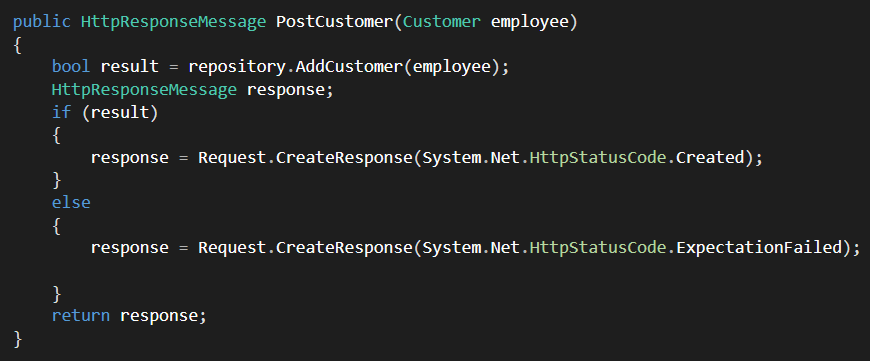 public HttpResponseMessage PostCustomer(Customer employee)
{
    bool result = repository.AddCustomer(employee);
    HttpResponseMessage response;
    if (result)
    {
        response = Request.CreateResponse(System.Net.HttpStatusCode.Created);
    }
    else
    {
        response = Request.CreateResponse(System.Net.HttpStatusCode.ExpectationFailed);

    }
    return response;
}